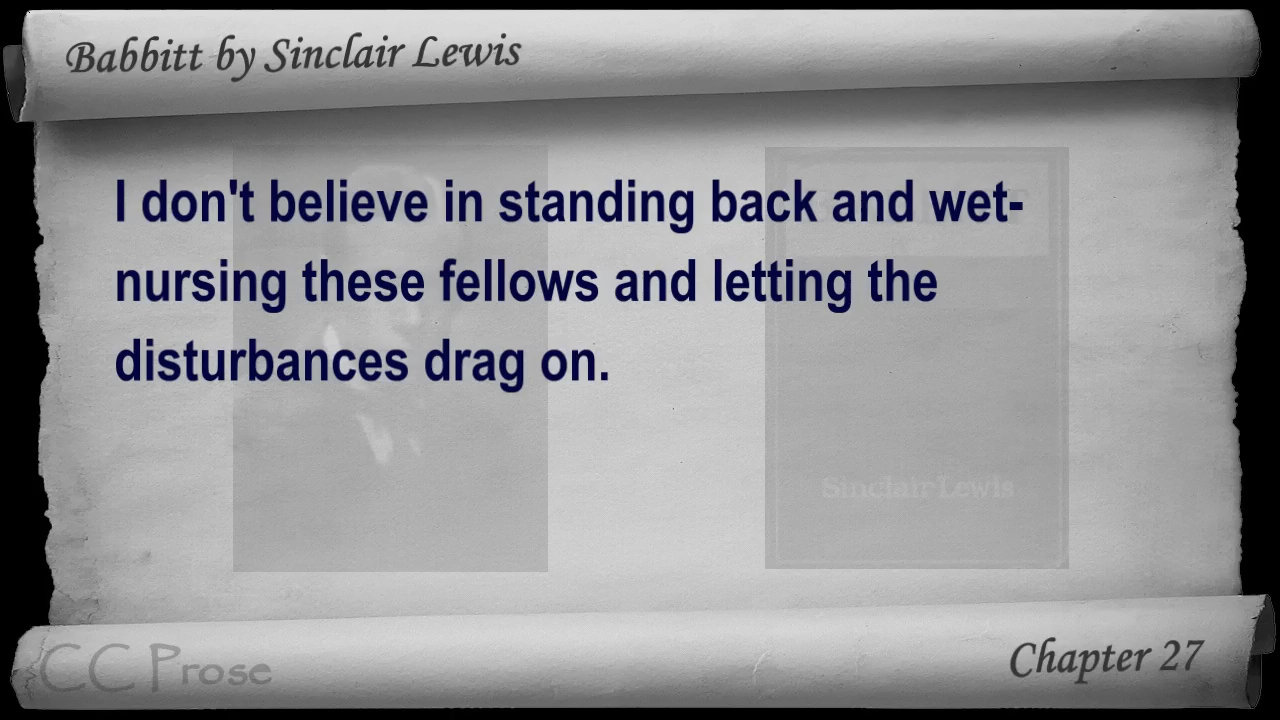 Babbitt by Sinclair Lewis
I don't believe in standing back and wet-
nursing these fellows and letting the
disturbances drag on.
Sinclair Lewis
CC Prose
Chapter 27